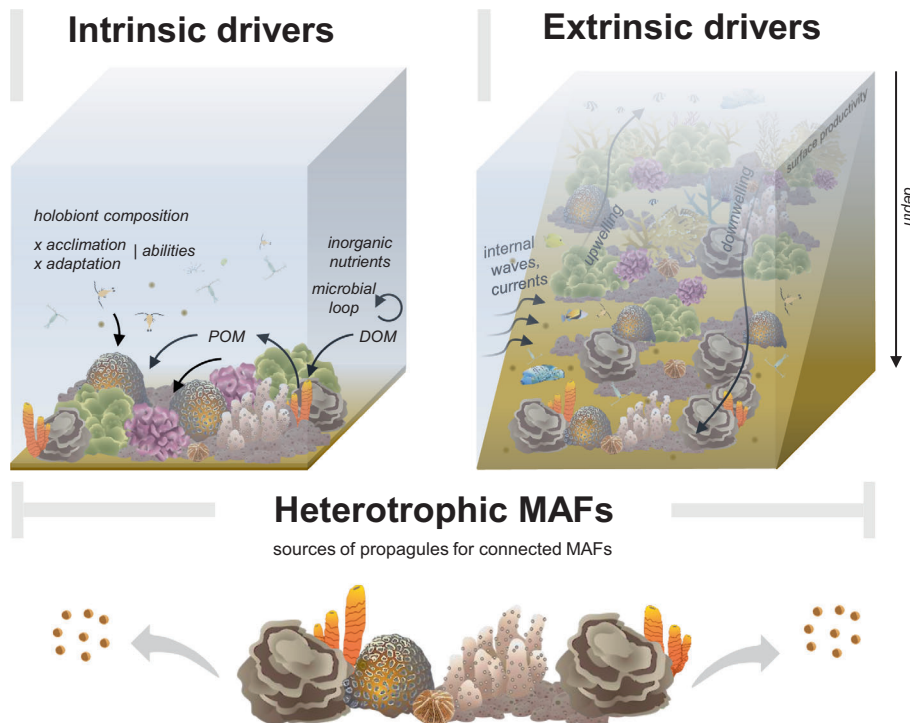 Intrinsic drivers
holobiont composition
x acclimation
x adaptation
| abilities
inorganic
nutrients
microbial
loop
POM
DOM
Extrinsic drivers
surface productivity
depth
upwelling
downwelling
internal
waves,
currents
Heterotrophic MAFs
sources of propagules for connected MAFs